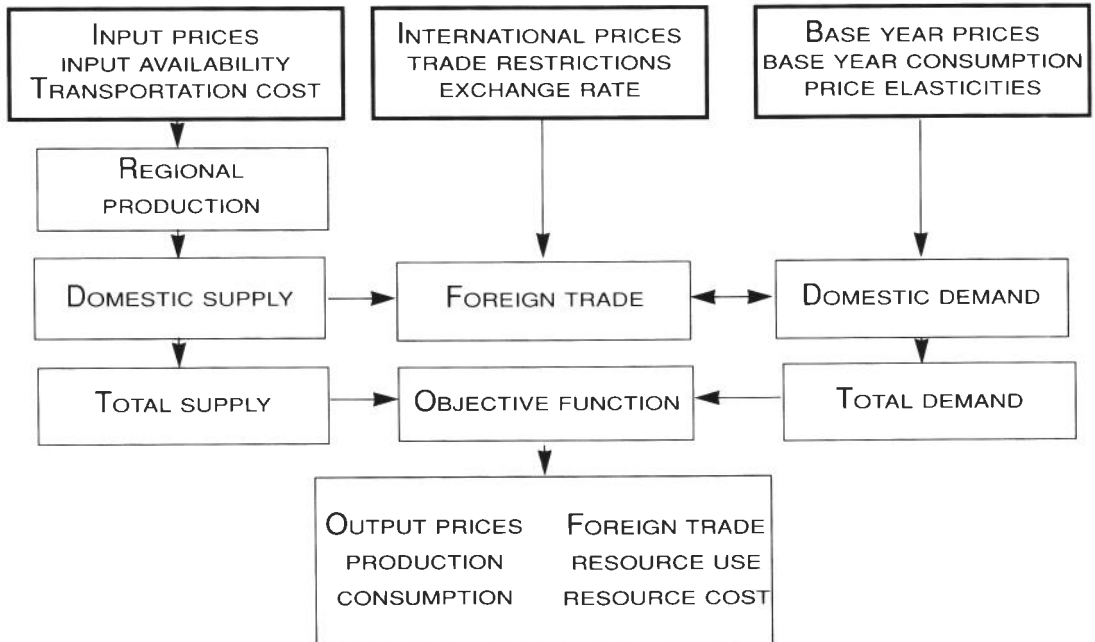 INPUT PRICES
INPUT AVAILABILITY
TRANSPORTATION COST
INTERNATIONAL PRICES
TRADE RESTRICTIONS
EXCHANGE RATE
BASE YEAR PRICES
BASE YEAR CONSUMPTION
PRICE ELASTICITIES
REGIONAL
PRODUCTION
DOMESTIC SUPPLY
FOREIGN TRADE
DOMESTIC DEMAND
TOTAL SUPPLY
OBJECTIVE FUNCTION
TOTAL DEMAND
OUTPUT PRICES
PRODUCTION
CONSUMPTION
FOREIGN TRADE
RESOURCE USE
RESOURCE COST